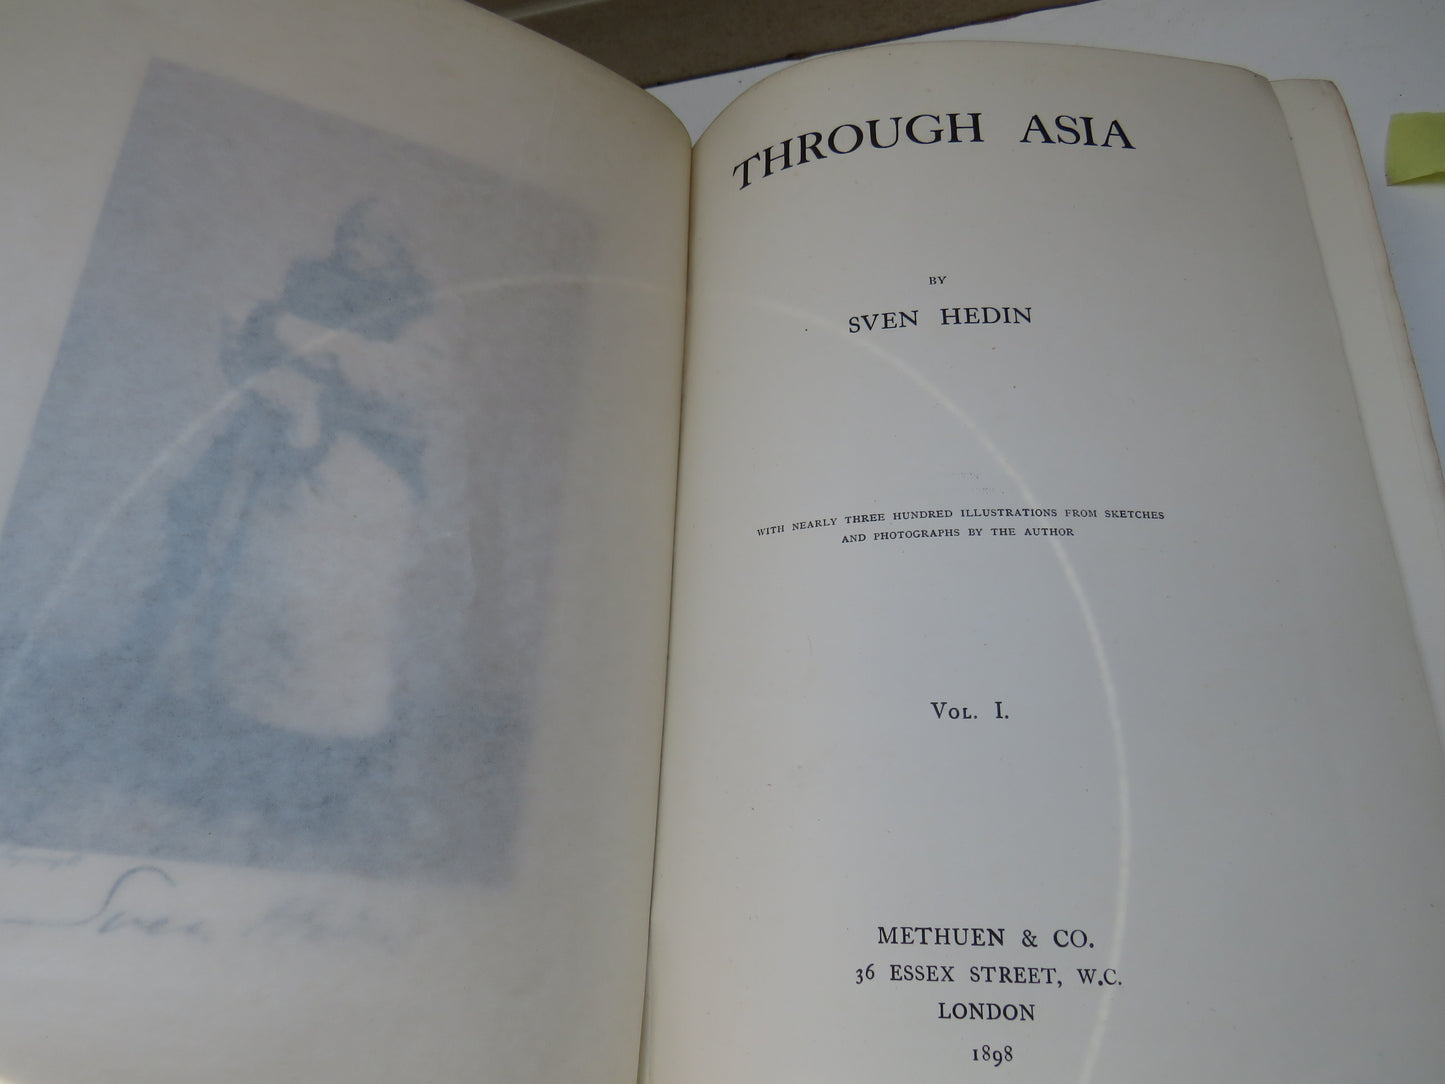 Sven
THROUGH ASIA
BY
SVEN HEDIN
WITH NEARLY THREE HUNDRED ILLUSTRATIONS FROM SKETCHES
AND PHOTOGRAPHS BY THE AUTHOR
VOL. I.
METHUEN & CO.
36 ESSEX STREET, W.C.
LONDON
1898